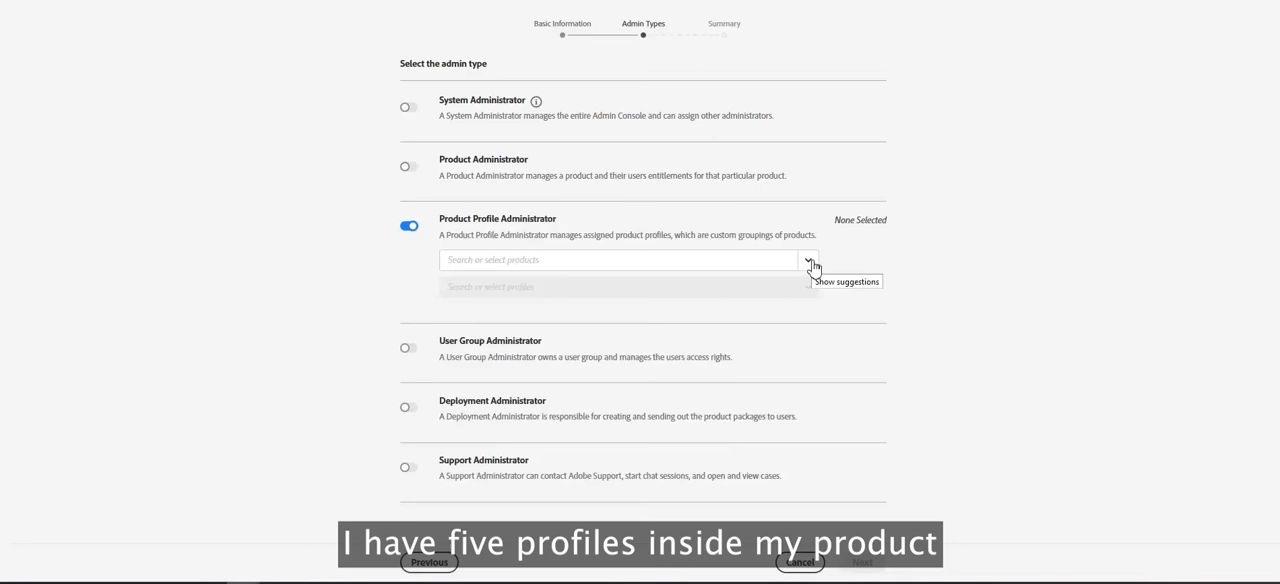 Basic Information Admin Types Summary
Select the admin type
System Administrator
A System Administrator manages the entire Admin Console and can assign other administrators.
Product Administrator
A Product Administrator manages a product and their users entitlements for that particular product.
Product Profile Administrator None Selected
A Product Profile Administrator manages assigned product profiles, which are custom groupings of products.
Search or select products
Show suggestions
Search or select profiles
User Group Administrator
A User Group Administrator owns a user group and manages the users access rights.
Deployment Administrator
A Deployment Administrator is responsible for creating and sending out the product packages to users.
Support Administrator
A Support Administrator can contact Adobe Support, start chat sessions, and open and view cases.
I have five profiles inside my product
Previous Cancel Next